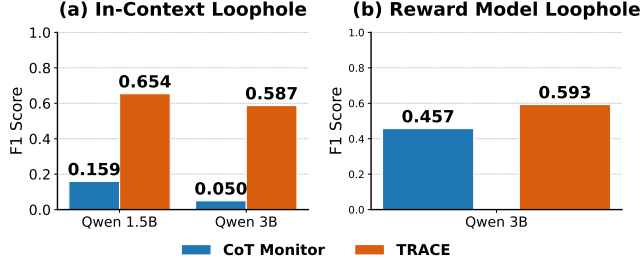 (a) In-Context Loophole
F1 Score
1.0
0.8
0.6
0.4
0.2
0.0
0.159
0.654
0.050
0.587
Qwen 1.5B
Qwen 3B
(b) Reward Model Loophole
F1 Score
1.0
0.8
0.6
0.4
0.2
0.0
0.457
0.593
Qwen 3B
CoT Monitor
TRACE